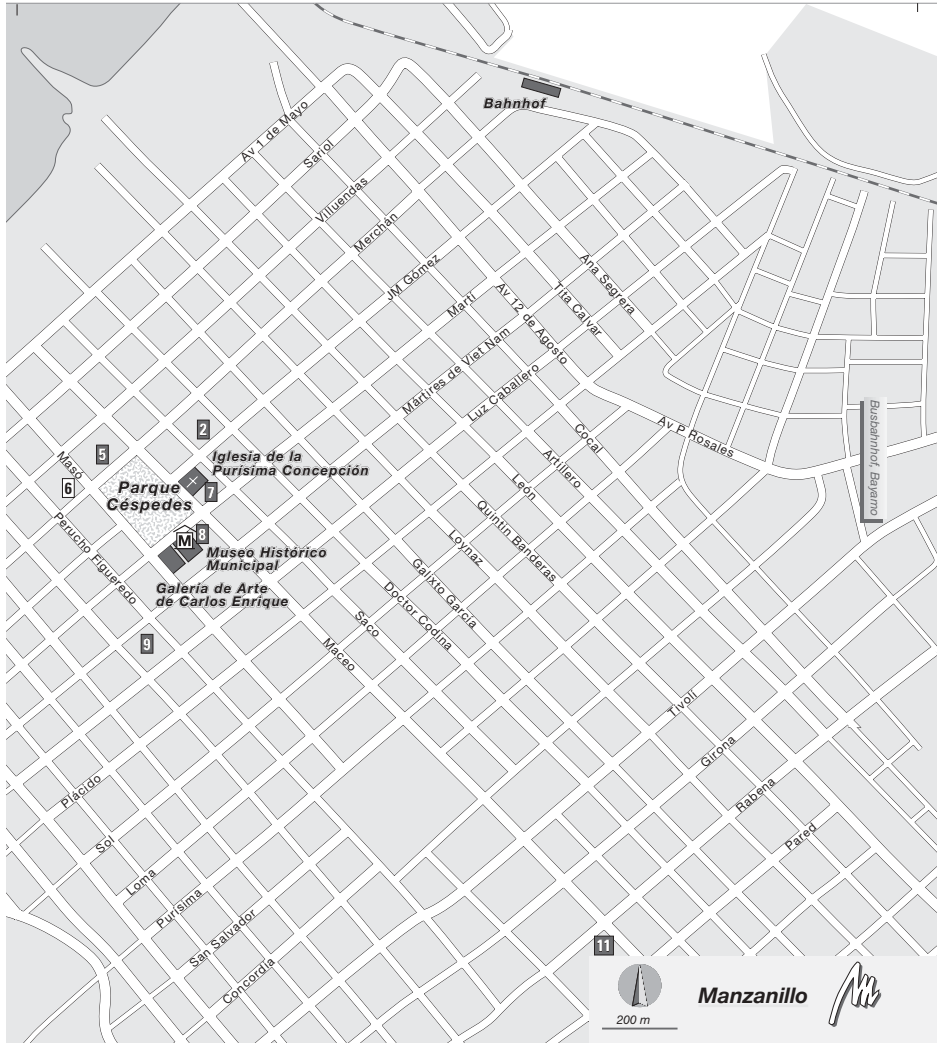 Bahnhof
Av 1 de Mayo
Sariol
Villuendas
Merchán
JM Gómez
Martí
Ana Segrera
Tita Calvar
Av 12 de Agosto
Mártires de Viet Nam
Luz Caballero
Av P Rosales
Busbahnhof, Bayamo
Cocal
Artillero
León
Quintin Banderas
Loynaz
Galixto García
Doctor Codina
Saco
Maceo
2
5
Masó
6
Iglesia de la
Purísima Concepción
7
Parque
Céspedes
M
8
Museo Histórico
Municipal
Perucho Figueredo
Galería de Arte
de Carlos Enrique
9
Tivoli
Girona
Rabena
Pared
Plácido
Sol
Loma
Purísima
San Salvador
Concordía
11
200 m
Manzanillo